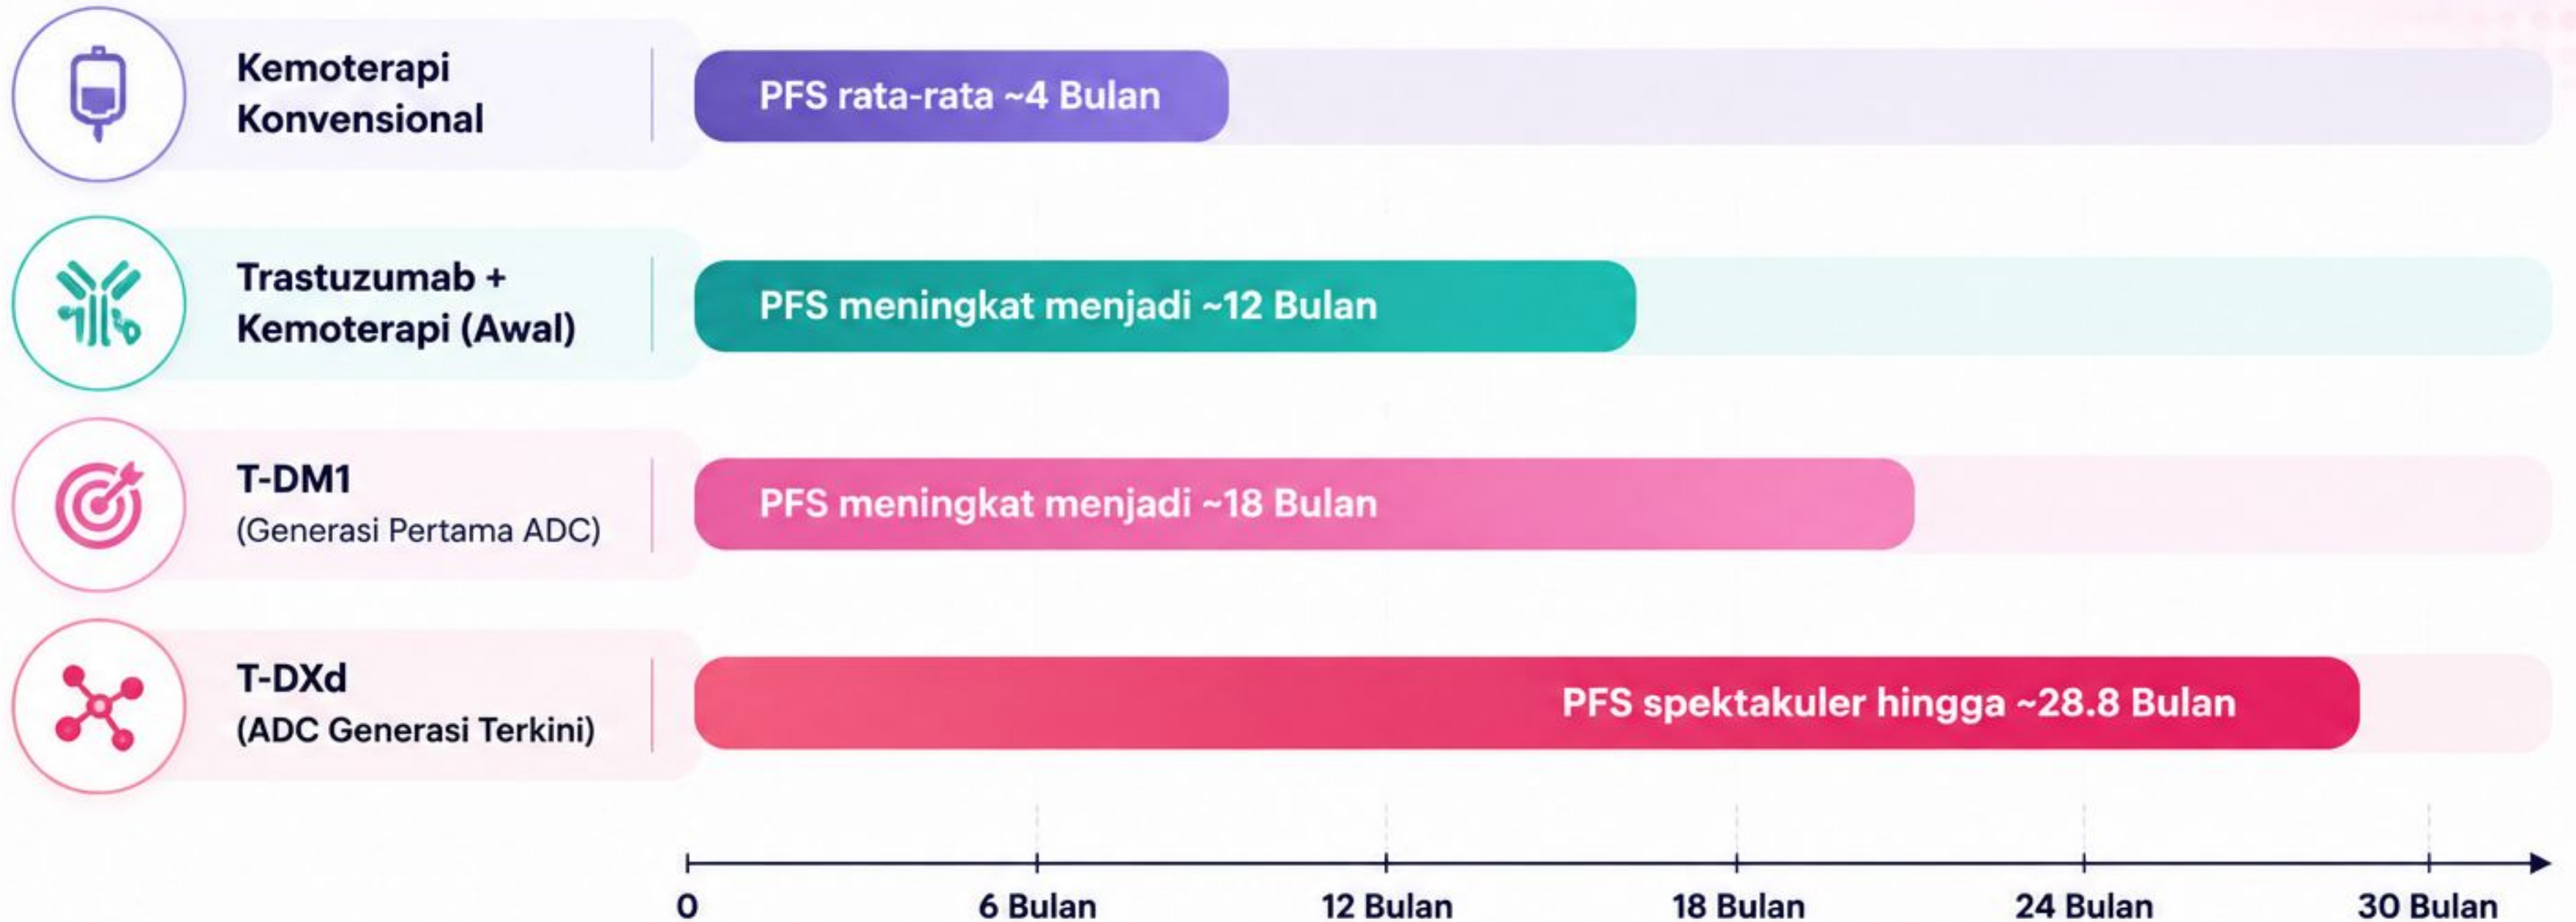 Kemoterapi
Konvensional
PFS rata-rata ~4 Bulan
Trastuzumab +
Kemoterapi (Awal)
PFS meningkat menjadi ~12 Bulan
T-DM1
(Generasi Pertama ADC)
PFS meningkat menjadi ~18 Bulan
T-DXd
(ADC Generasi Terkini)
PFS spektakuler hingga ~28.8 Bulan
0 6 Bulan 12 Bulan 18 Bulan 24 Bulan 30 Bulan